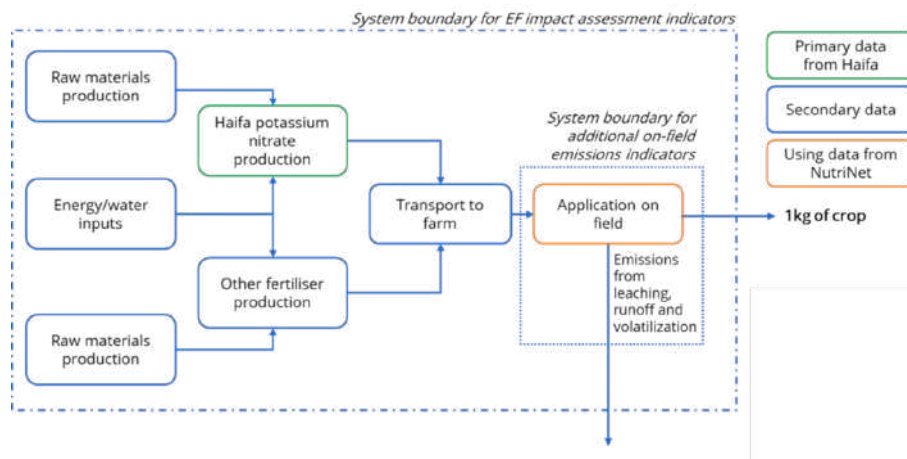 System boundary for EF impact assessment indicators
Raw materials
production
Haifa potassium
nitrate
production
Energy/water
inputs
Other fertiliser
production
Raw materials
production
Transport to
farm
System boundary for
additional on-field
emissions indicators
Application on
field
Emissions
from
leaching,
runoff and
volatilization
1kg of crop
Primary data
from Haifa
Secondary data
Using data from
NutriNet